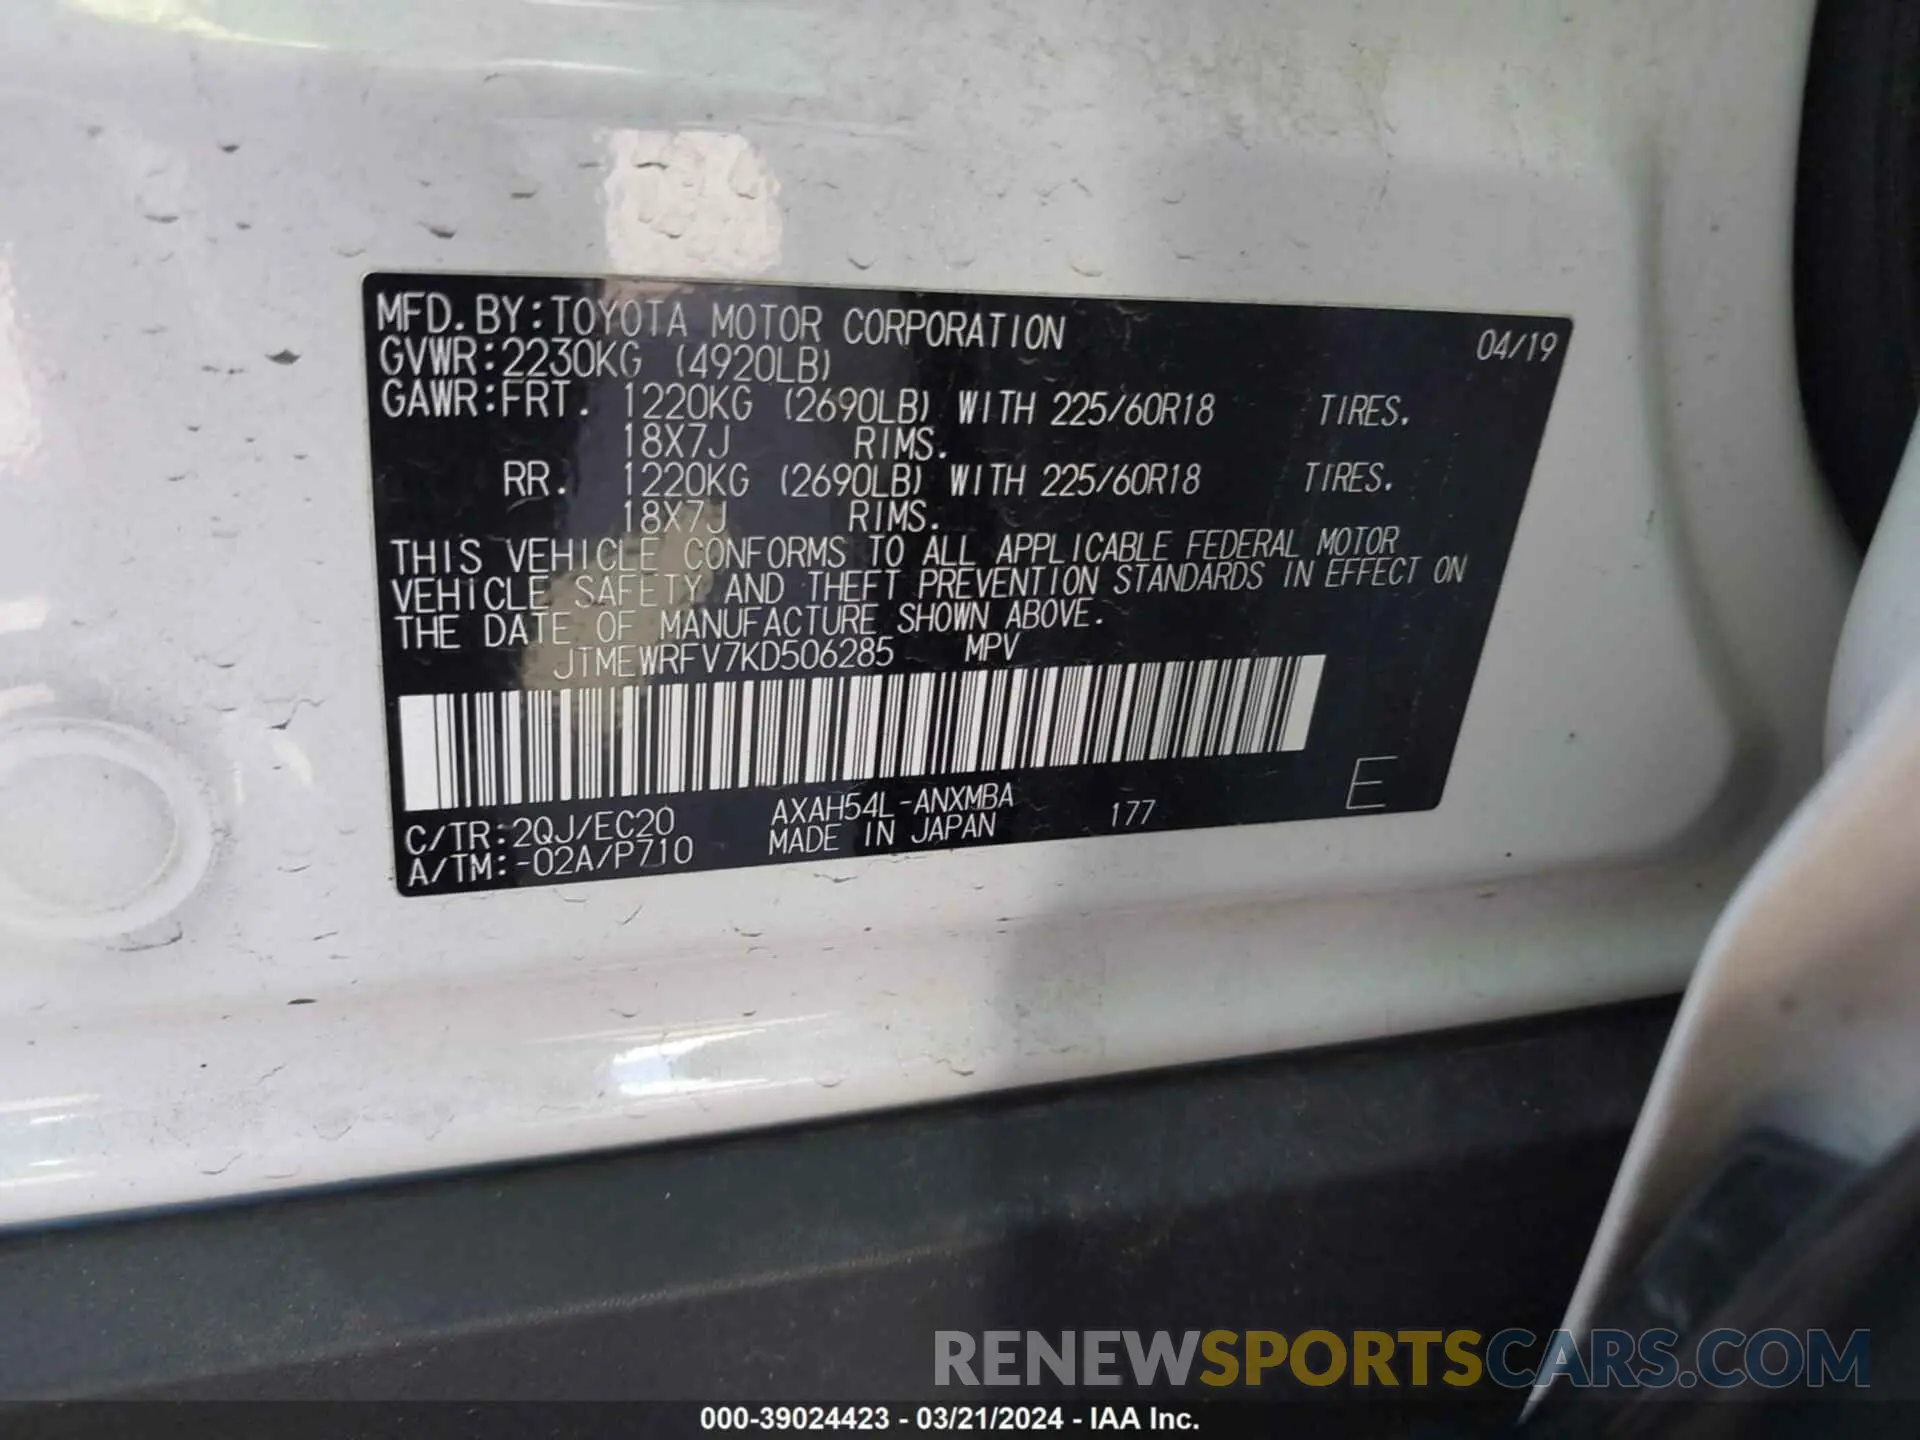 MFD. BY: TOYOTA MOTOR CORPORATION 04/19
GVWR: 2230KG (4920LB)
GAWR: FRT. 1220KG (2690LB) WITH 225/60R18 TIRES.
18X7J RIMS.
RR. 1220KG (2690LB) WITH 225/60R18 TIRES.
18X7J RIMS.
THIS VEHICLE CONFORMS TO ALL APPLICABLE FEDERAL MOTOR
VEHICLE SAFETY AND THEFT PREVENTION STANDARDS IN EFFECT ON
THE DATE OF MANUFACTURE SHOWN ABOVE.
JTMEWRFV7KD506285 MPV
C/TR: 2QJ/EC20 AXAH54L-ANXMBA 177 E
A/TM: -02A/P710 MADE IN JAPAN
RENEWSPORTSCARS.COM
000-39024423 - 03/21/2024 - IAA Inc.